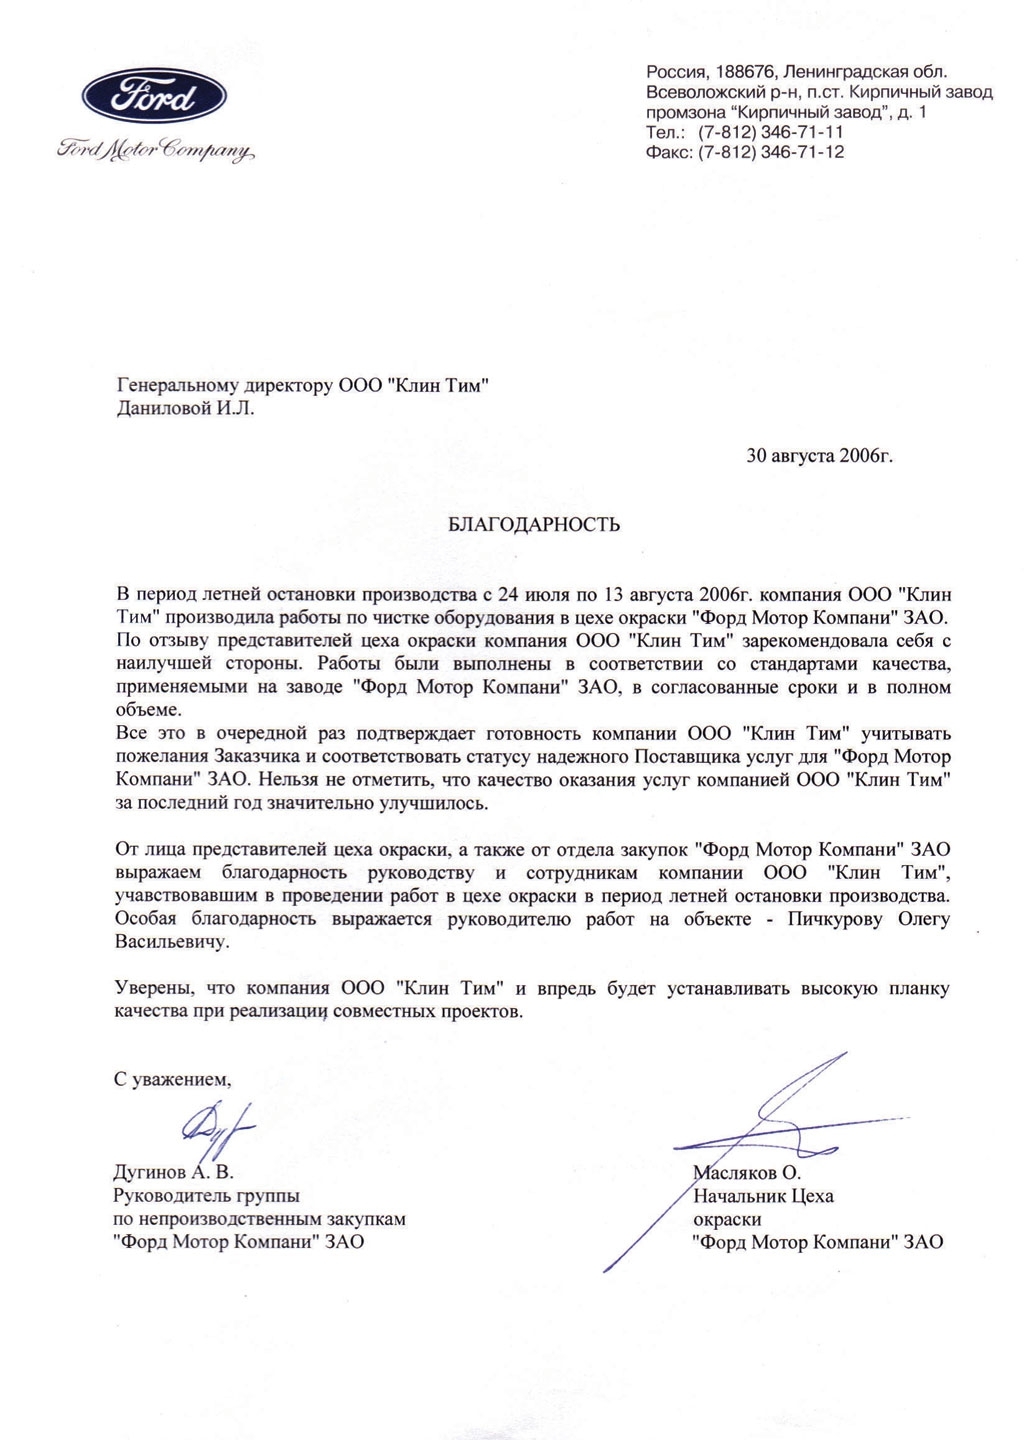 Ford
Ford Motor Company
Россия, 188676, Ленинградская обл.
Всеволожский р-н, п.ст. Кирпичный завод
промзона "Кирпичный завод", д. 1
Тел.: (7-812) 346-71-11
Факс: (7-812) 346-71-12
Генеральному директору ООО "Клин Тим"
Даниловой И.Л.
30 августа 2006г.
БЛАГОДАРНОСТЬ
В период летней остановки производства с 24 июля по 13 августа 2006г. компания ООО "Клин
Тим" производила работы по чистке оборудования в цехе окраски "Форд Мотор Компани" ЗАО.
По отзыву представителей цеха окраски компания ООО "Клин Тим" зарекомендовала себя с
наилучшей стороны. Работы были выполнены в соответствии со стандартами качества,
применяемыми на заводе "Форд Мотор Компани" ЗАО, в согласованные сроки и в полном
объеме.
Все это в очередной раз подтверждает готовность компании ООО "Клин Тим" учитывать
пожелания Заказчика и соответствовать статусу надежного Поставщика услуг для "Форд Мотор
Компани" ЗАО. Нельзя не отметить, что качество оказания услуг компанией ООО "Клин Тим"
за последний год значительно улучшилось.
От лица представителей цеха окраски, а также от отдела закупок "Форд Мотор Компани" ЗАО
выражаем благодарность руководству и сотрудникам компании ООО "Клин Тим",
учавствовавшим в проведении работ в цехе окраски в период летней остановки производства.
Особая благодарность выражается руководителю работ на объекте - Пичкурову Олегу
Васильевичу.
Уверены, что компания ООО "Клин Тим" и впредь будет устанавливать высокую планку
качества при реализации совместных проектов.
С уважением,
Дугинов А. В.
Руководитель группы
по непроизводственным закупкам
"Форд Мотор Компани" ЗАО
Масляков О.
Начальник Цеха
окраски
"Форд Мотор Компани" ЗАО